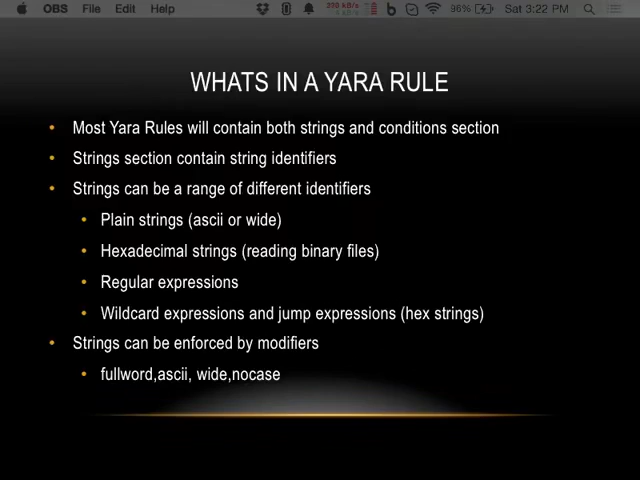 OBS File Edit Help 96% Sat 3:22 PM
WHATS IN A YARA RULE
• Most Yara Rules will contain both strings and conditions section
• Strings section contain string identifiers
• Strings can be a range of different identifiers
• Plain strings (ascii or wide)
• Hexadecimal strings (reading binary files)
• Regular expressions
• Wildcard expressions and jump expressions (hex strings)
• Strings can be enforced by modifiers
• fullword,ascii, wide,nocase